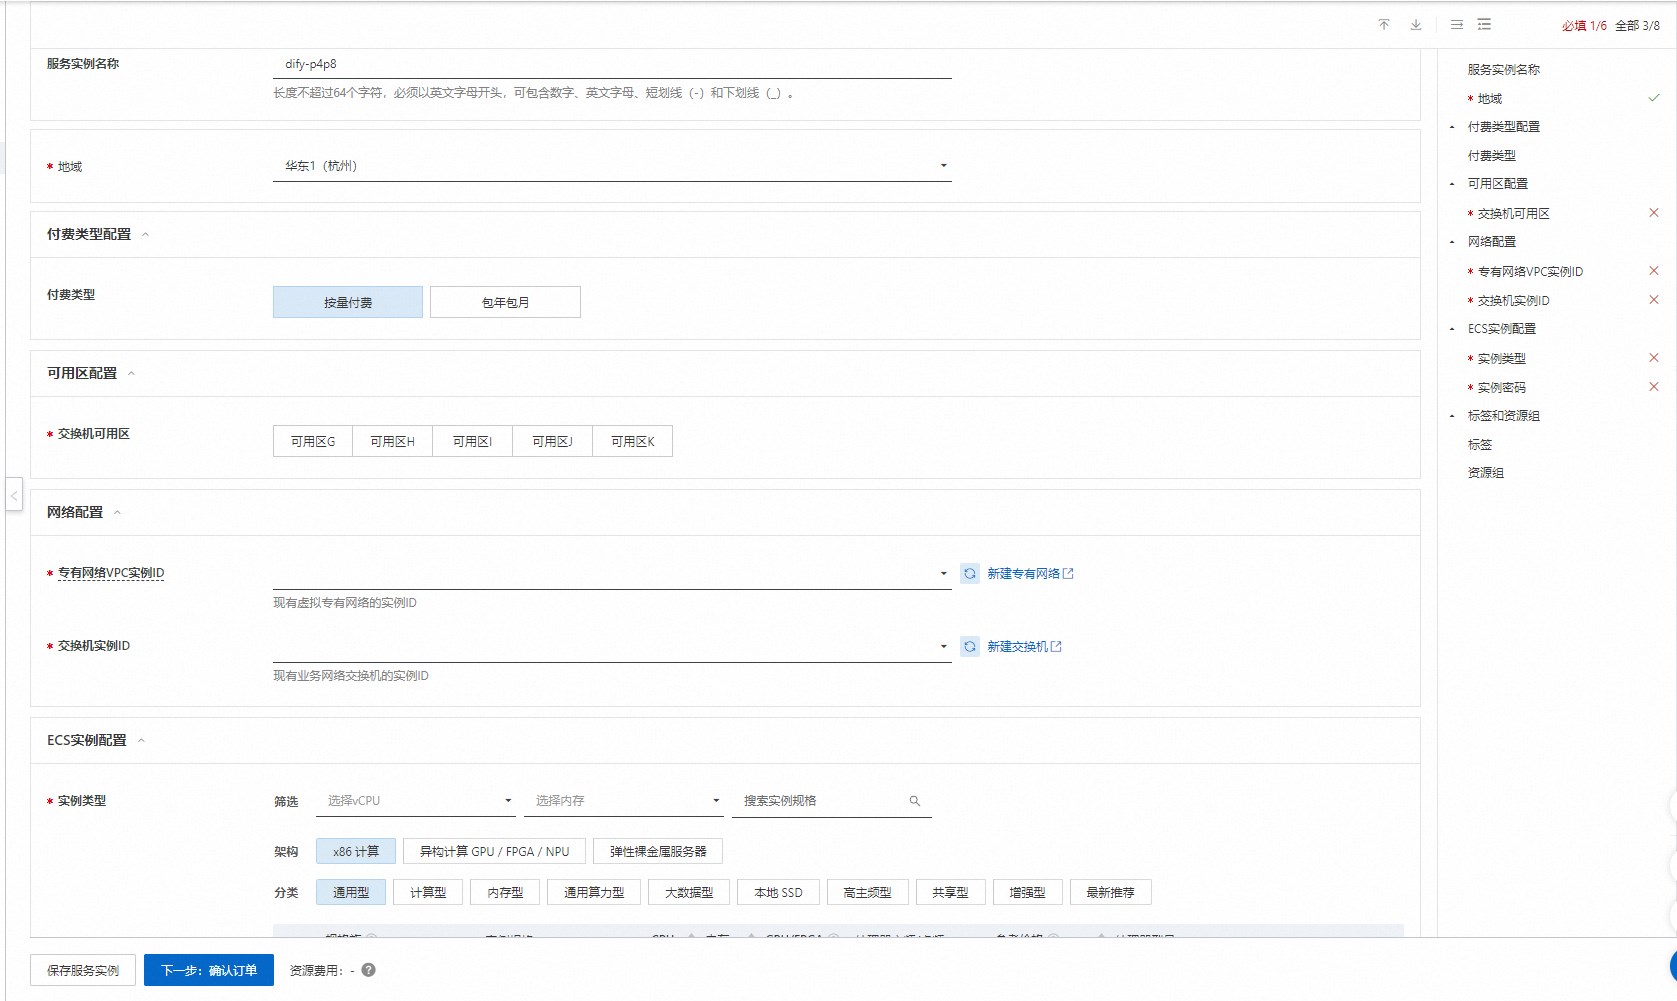 必填 1/6 全部 3/8
服务实例名称
dify-p4p8
长度不超过64个字符，必须以英文字母开头，可包含数字、英文字母、短划线（-）和下划线（_）。
* 地域
华东1（杭州）
付费类型配置
付费类型
按量付费
包年包月
可用区配置
* 交换机可用区
可用区G
可用区H
可用区I
可用区J
可用区K
网络配置
* 专有网络VPC实例ID
新建专有网络
现有虚拟专有网络的实例ID
* 交换机实例ID
新建交换机
现有业务网络交换机的实例ID
ECS实例配置
* 实例类型
筛选
选择vCPU
选择内存
搜索实例规格
架构
x86 计算
异构计算 GPU / FPGA / NPU
弹性裸金属服务器
分类
通用型
计算型
内存型
通用算力型
大数据型
本地 SSD
高主频型
共享型
增强型
最新推荐
保存服务实例
下一步：确认订单
资源费用： -
服务实例名称
* 地域
付费类型配置
付费类型
可用区配置
* 交换机可用区
网络配置
* 专有网络VPC实例ID
* 交换机实例ID
ECS实例配置
* 实例类型
* 实例密码
标签和资源组
标签
资源组